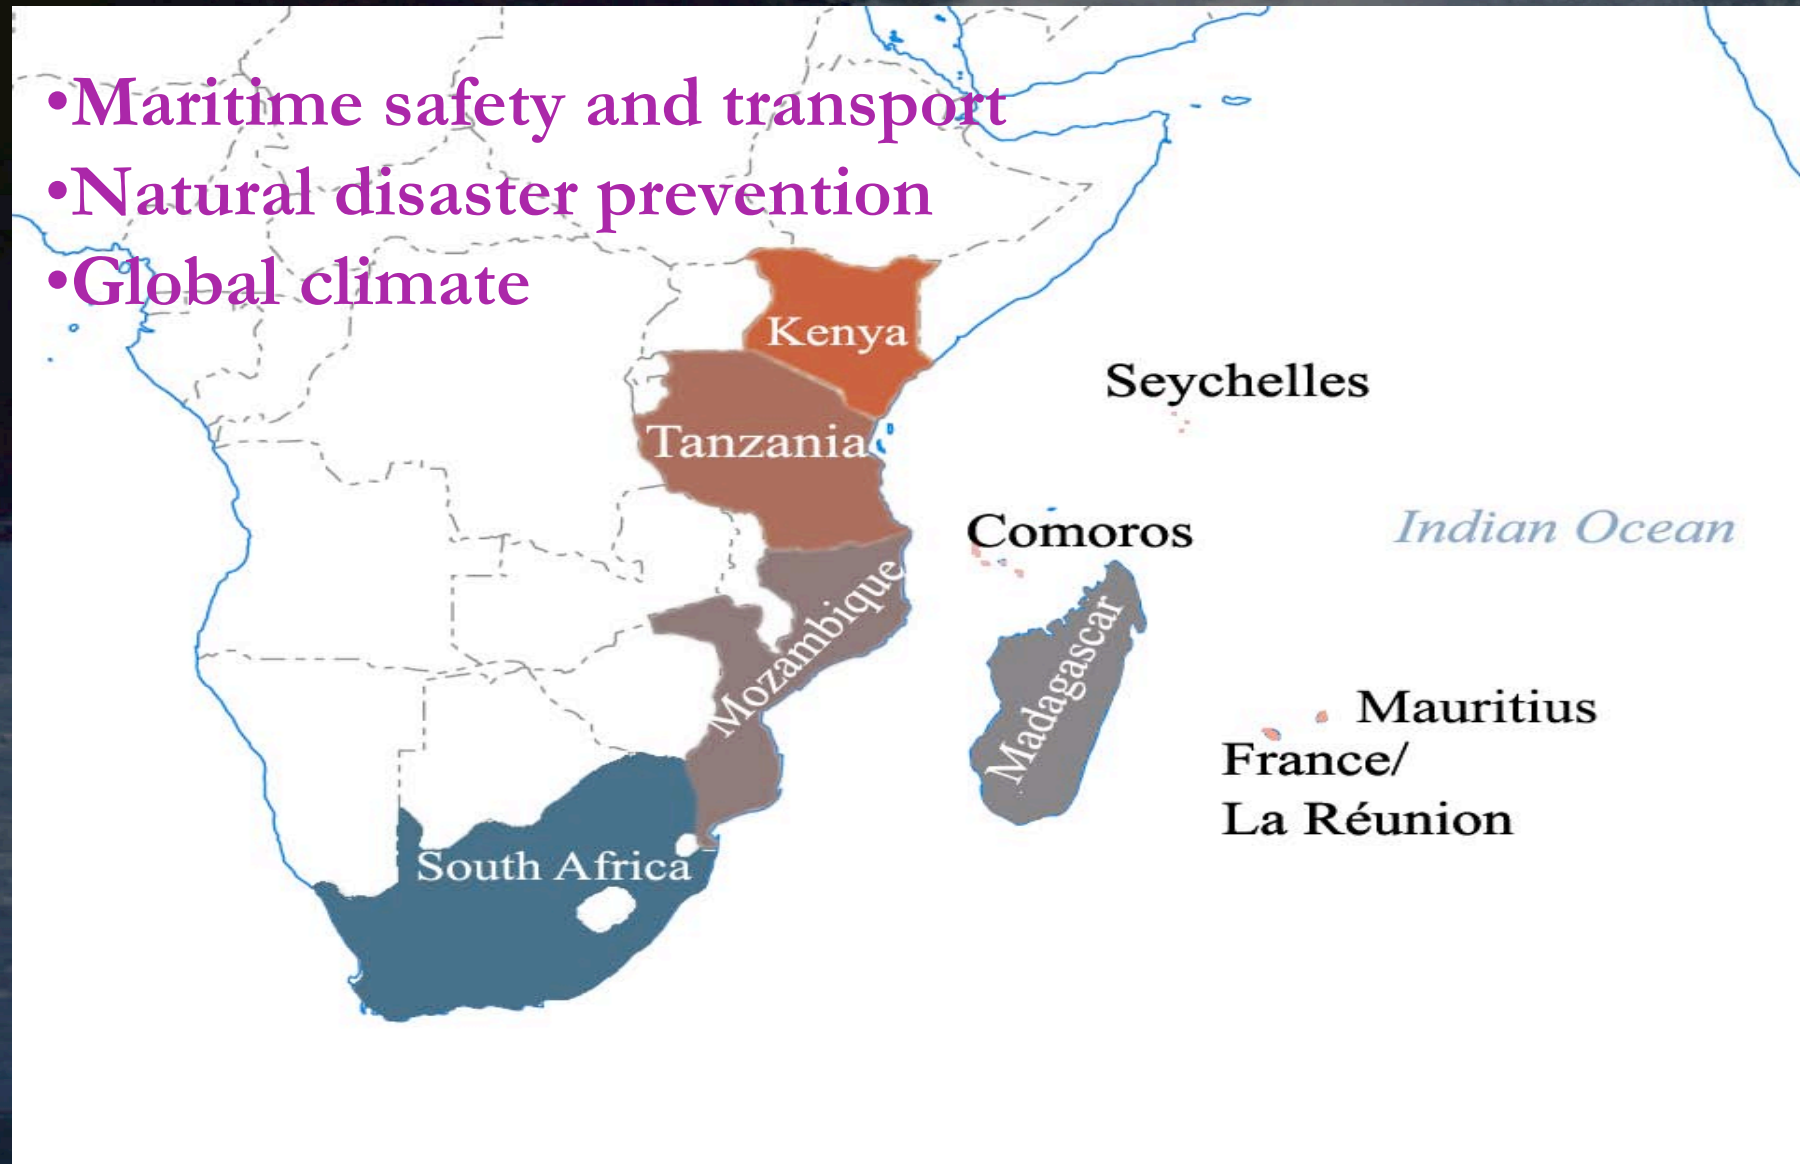 •Maritime safety and transport
•Natural disaster prevention
•Global climate
Kenya
Seychelles
Tanzania
Comoros
Indian Ocean
Mozambique
Madagascar
Mauritius
France/
La Réunion
South Africa